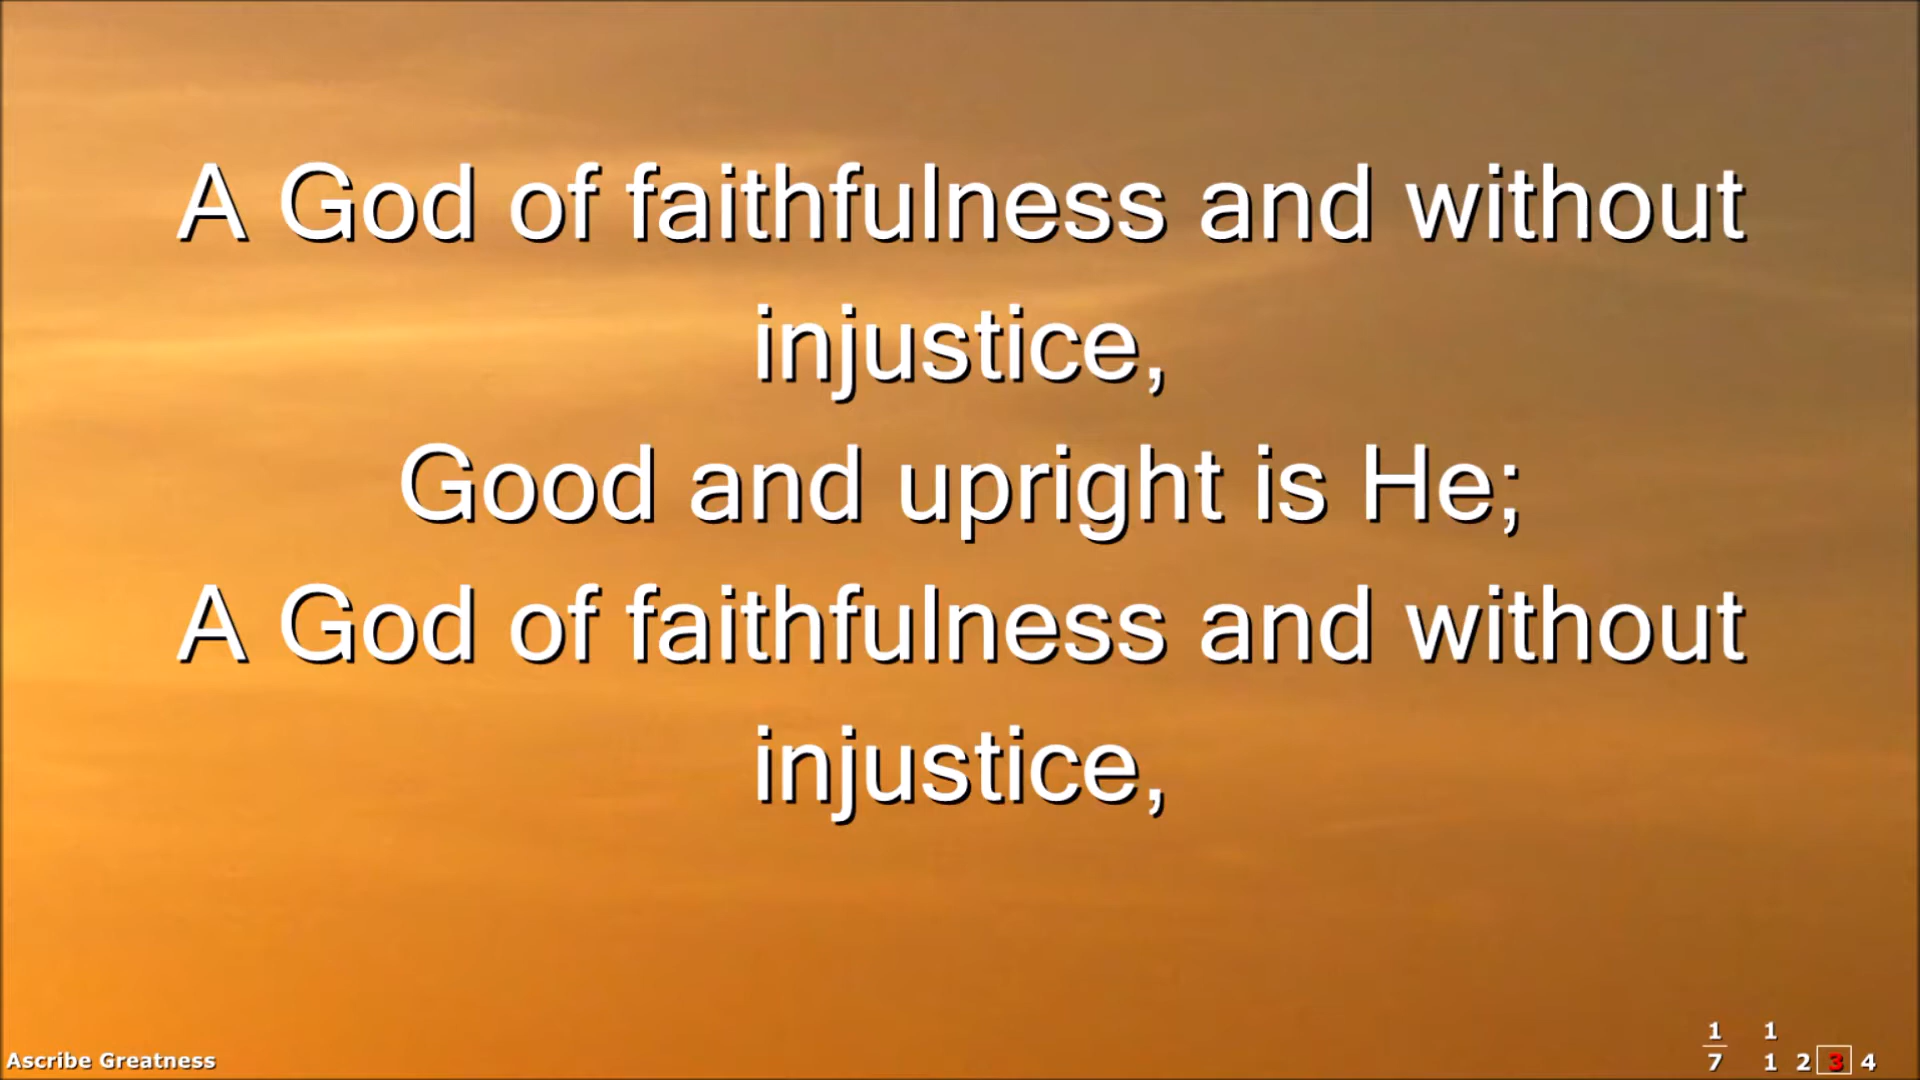 A God of faithfulness and without
injustice,
Good and upright is He;
A God of faithfulness and without
injustice,
Ascribe Greatness
1 1
7 1 2 3 4